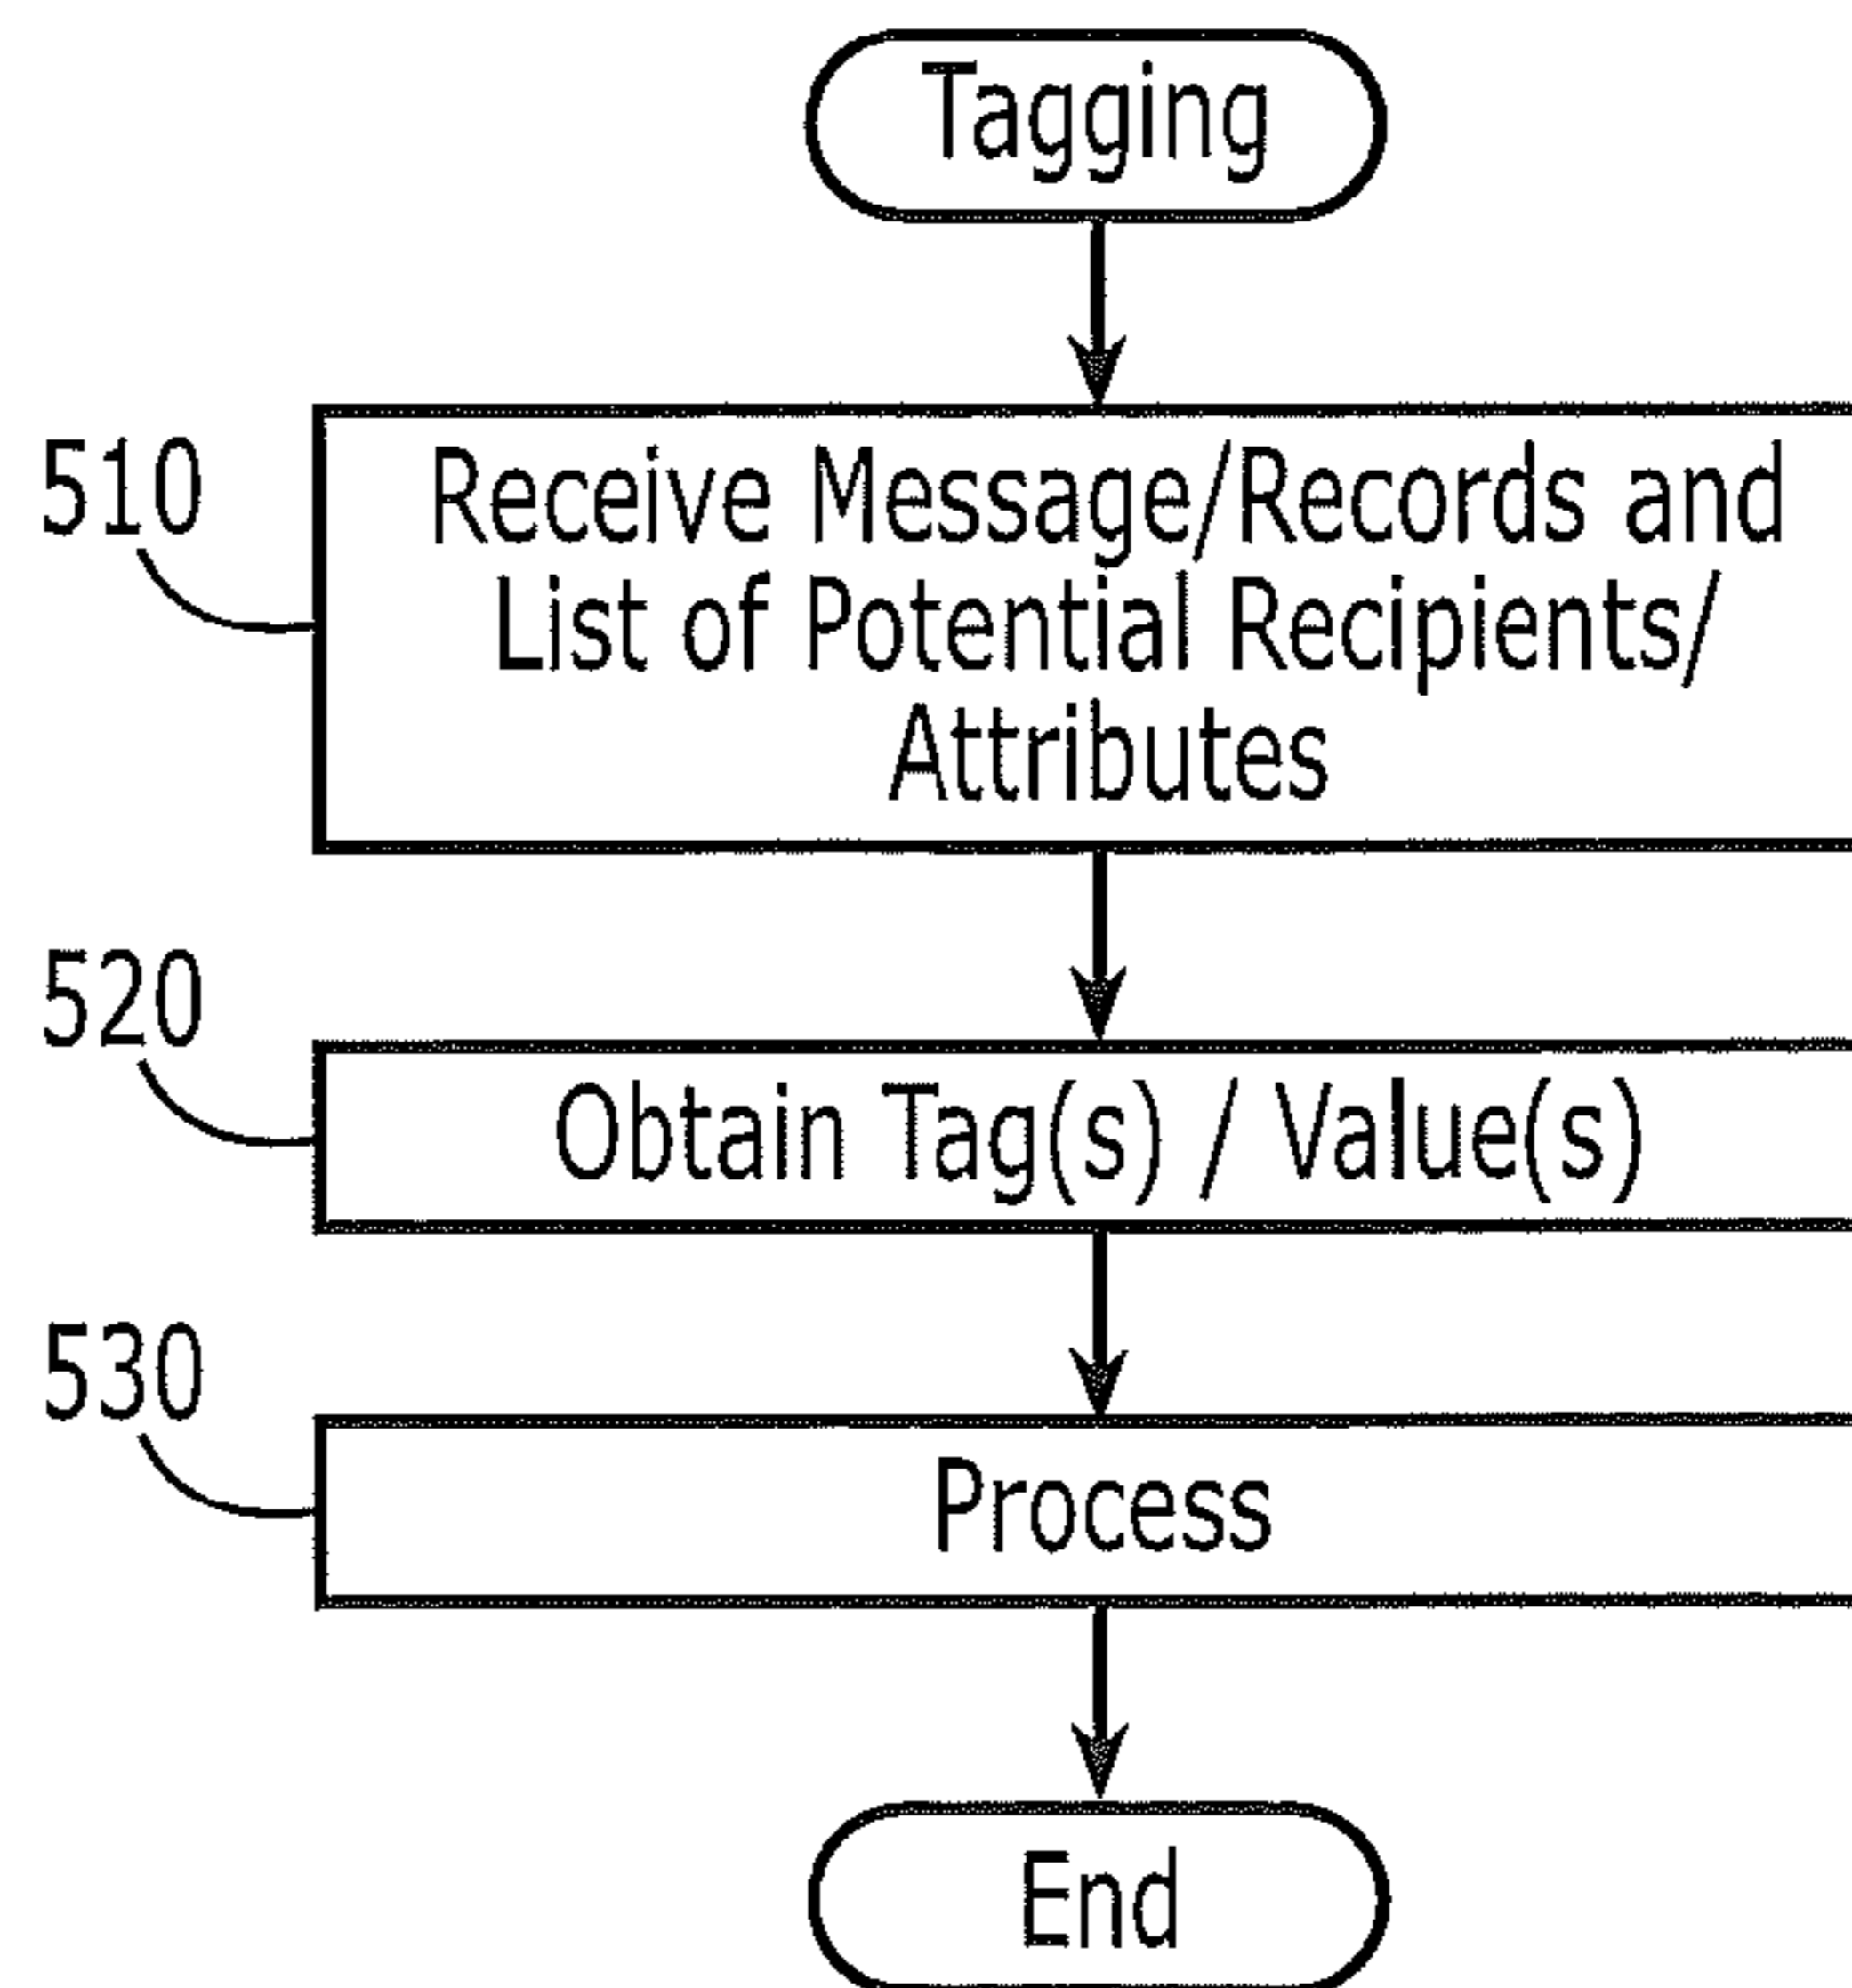 Tagging
510
Receive Message/Records and
List of Potential Recipients/
Attributes
520
Obtain Tag(s) / Value(s)
530
Process
End